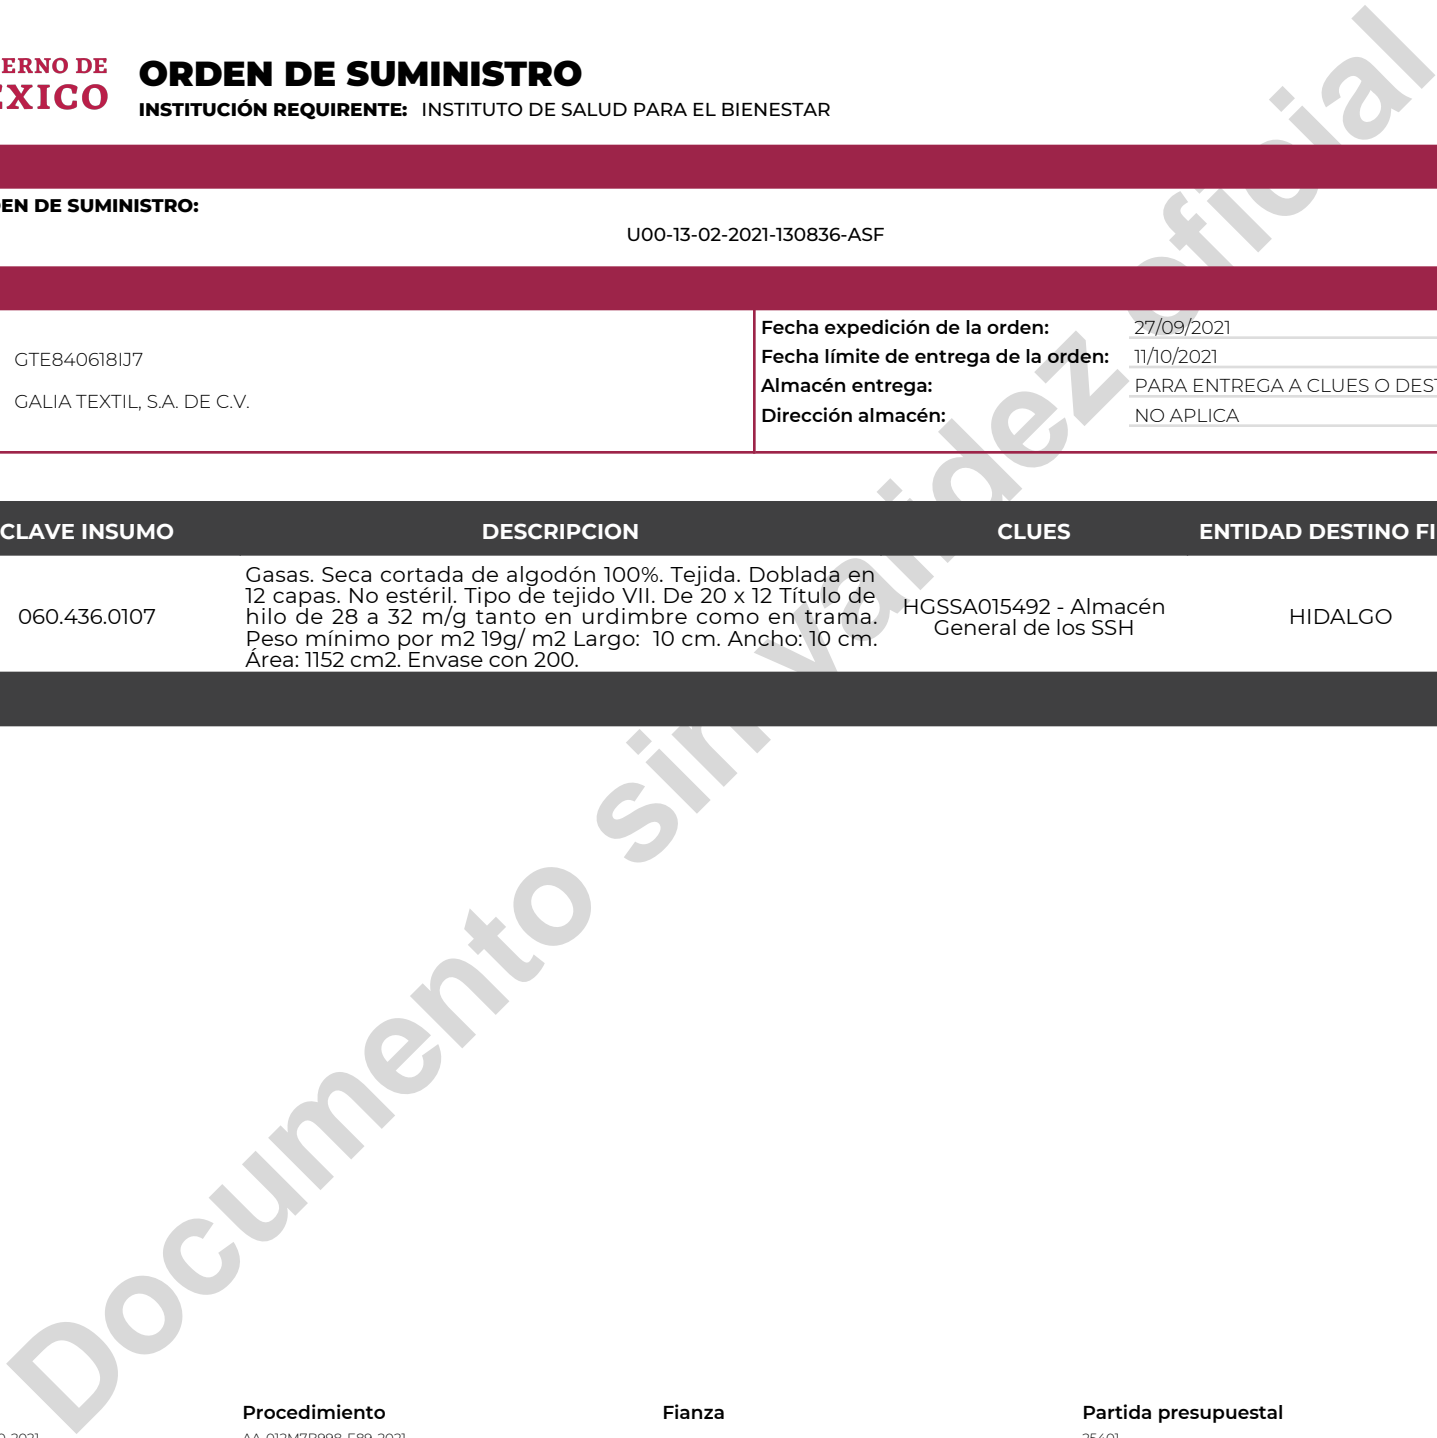 ERNO DE
ÉXICO
ORDEN DE SUMINISTRO
INSTITUCIÓN REQUIRENTE: INSTITUTO DE SALUD PARA EL BIENESTAR
EN DE SUMINISTRO:
U00-13-02-2021-130836-ASF
GTE840618IJ7
GALIA TEXTIL, S.A. DE C.V.
Fecha expedición de la orden: 27/09/2021
Fecha límite de entrega de la orden: 11/10/2021
Almacén entrega: PARA ENTREGA A CLUES O DEST
Dirección almacén: NO APLICA
CLAVE INSUMO DESCRIPCION CLUES ENTIDAD DESTINO FI
060.436.0107
Gasas. Seca cortada de algodón 100%. Tejida. Doblada en
12 capas. No estéril. Tipo de tejido VII. De 20 x 12 Título de
hilo de 28 a 32 m/g tanto en urdimbre como en trama.
Peso mínimo por m2 19g/ m2 Largo: 10 cm. Ancho: 10 cm.
Área: 1152 cm2. Envase con 200.
HGSSA015492 - Almacén
General de los SSH
HIDALGO
Documento sin validez oficial
Procedimiento Fianza Partida presupuestal